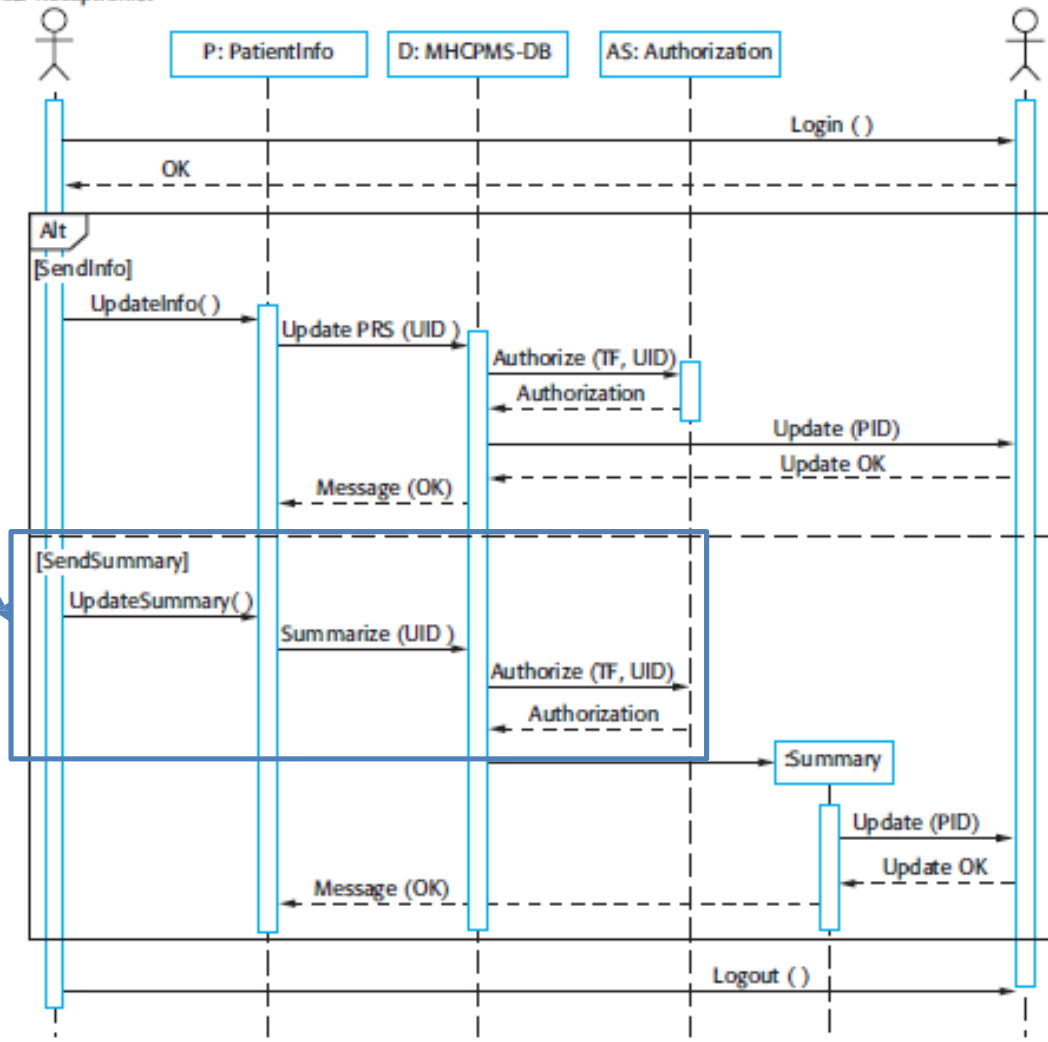 P: PatientInfo
D: MHCPMS-DB
AS: Authorization
Login ( )
OK
Alt
[SendInfo]
UpdateInfo( )
Update PRS (UID )
Authorize (TF, UID)
Authorization
Update (PID)
Update OK
Message (OK)
[SendSummary]
UpdateSummary( )
Summarize (UID )
Authorize (TF, UID)
Authorization
:Summary
Update (PID)
Update OK
Message (OK)
Logout ( )